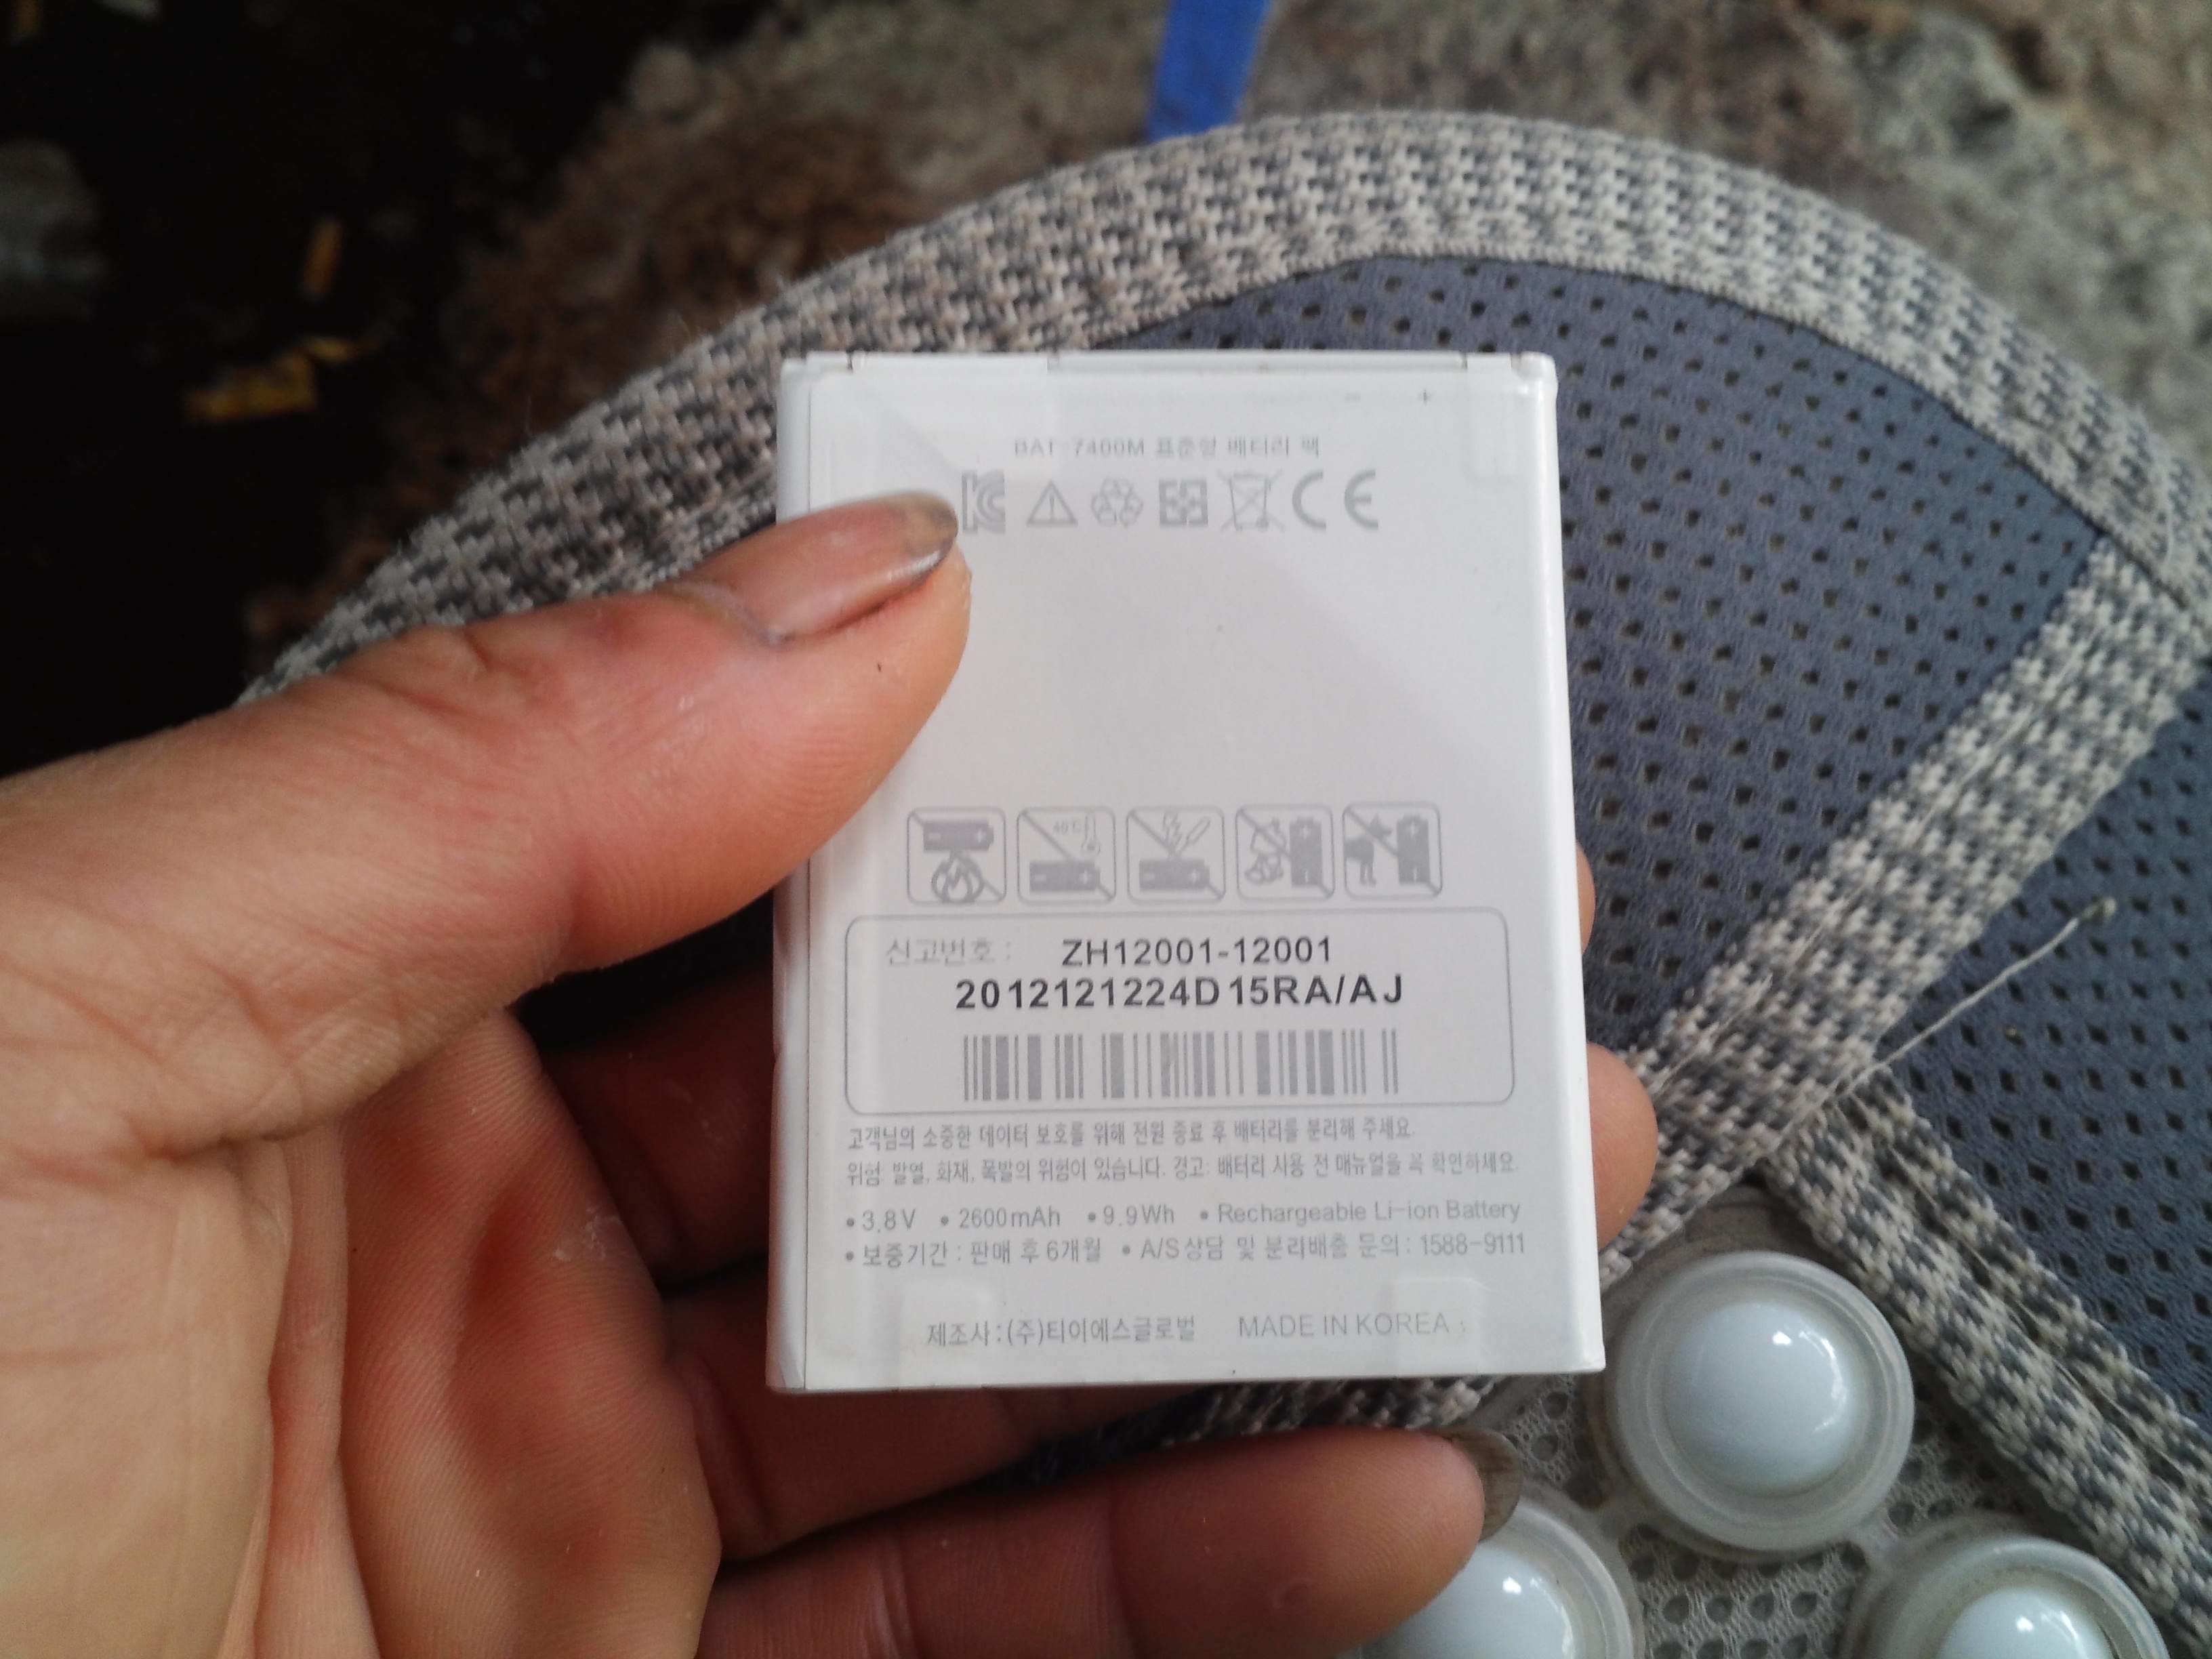 - +
BAT-7400M 표준형 배터리 팩
CE
40℃
신고번호 : ZH12001-12001
2012121224D15RA/AJ
고객님의 소중한 데이터 보호를 위해 전원 종료 후 배터리를 분리해 주세요.
위험: 발열, 화재, 폭발의 위험이 있습니다. 경고: 배터리 사용 전 매뉴얼을 꼭 확인하세요.
•3.8V •2600mAh •9.9Wh •Rechargeable Li-ion Battery
•보증기간 : 판매 후 6개월 •A/S상담 및 분리배출 문의 : 1588-9111
제조사:(주)티이에스글로벌 MADE IN KOREA